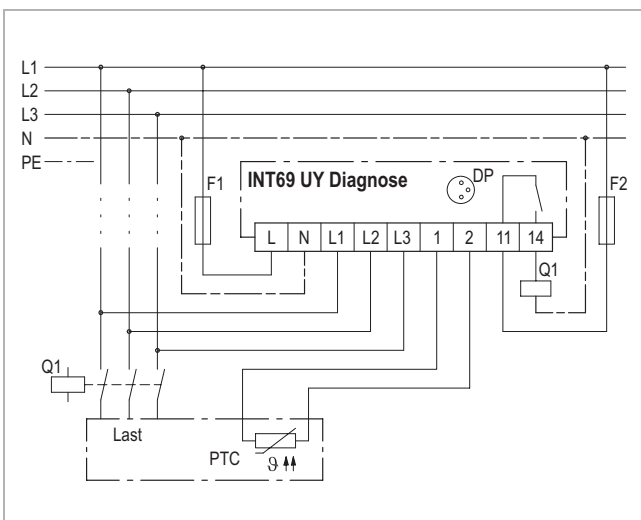 L1
L2
L3
N
PE
F1
INT69 UY Diagnose
DP
F2
L N L1 L2 L3 1 2 11 14
Q1
Q1
Last
PTC
ϑ